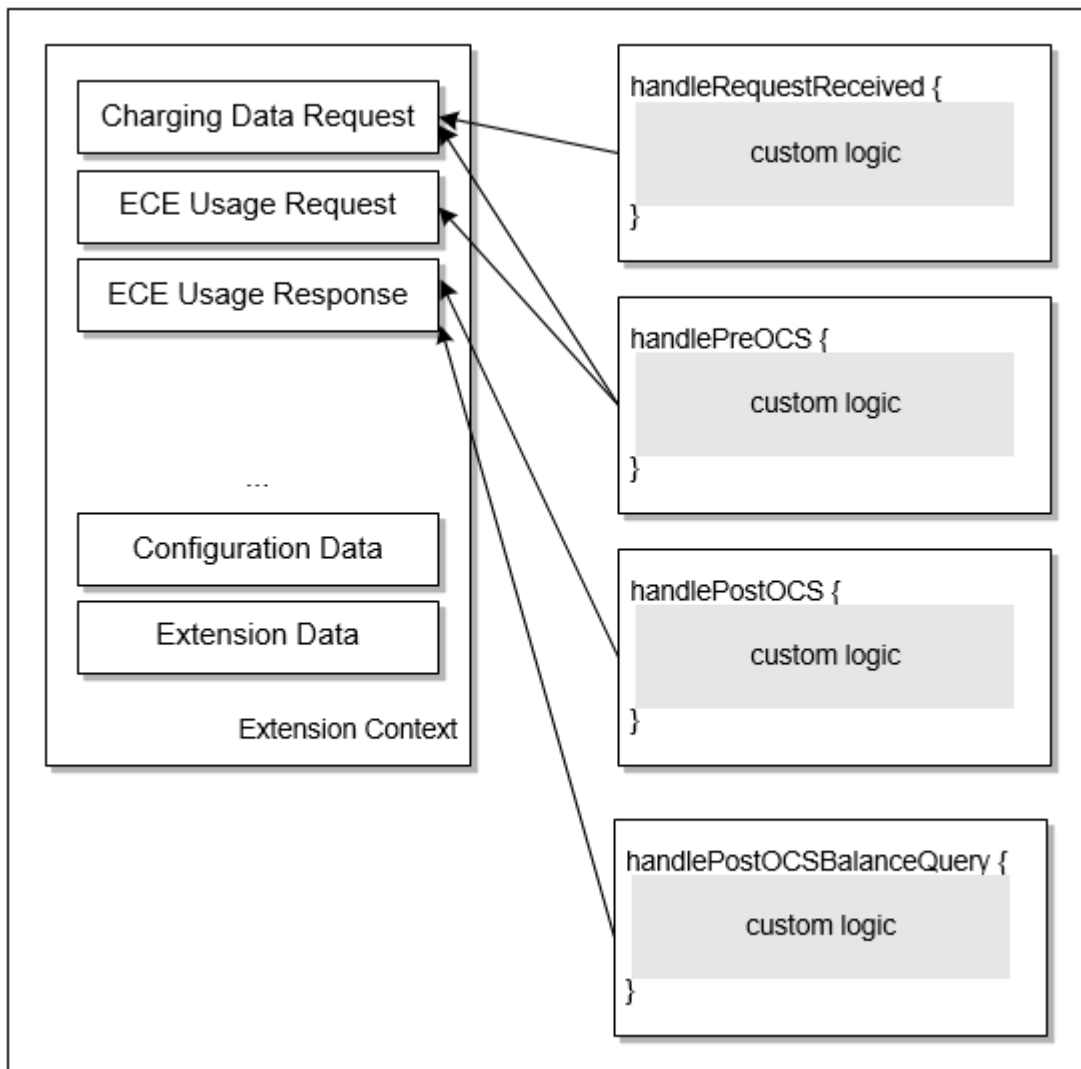 Charging Data Request
ECE Usage Request
ECE Usage Response
...
Configuration Data
Extension Data
Extension Context
handleRequestReceived {
custom logic
}
handlePreOCS {
custom logic
}
handlePostOCS {
custom logic
}
handlePostOCSBalanceQuery {
custom logic
}